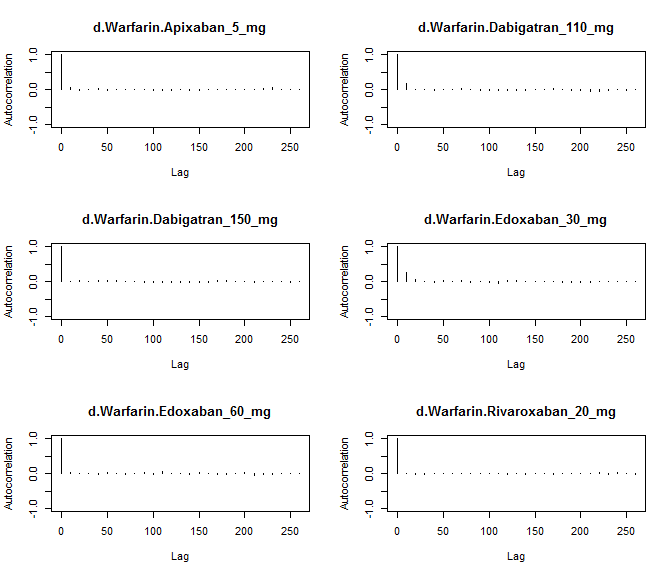 d.Warfarin.Apixaban_5_mg
Autocorrelation
1.0
0.0
-1.0
0 50 100 150 200 250
Lag
d.Warfarin.Dabigatran_110_mg
Autocorrelation
1.0
0.0
-1.0
0 50 100 150 200 250
Lag
d.Warfarin.Dabigatran_150_mg
Autocorrelation
1.0
0.0
-1.0
0 50 100 150 200 250
Lag
d.Warfarin.Edoxaban_30_mg
Autocorrelation
1.0
0.0
-1.0
0 50 100 150 200 250
Lag
d.Warfarin.Edoxaban_60_mg
Autocorrelation
1.0
0.0
-1.0
0 50 100 150 200 250
Lag
d.Warfarin.Rivaroxaban_20_mg
Autocorrelation
1.0
0.0
-1.0
0 50 100 150 200 250
Lag